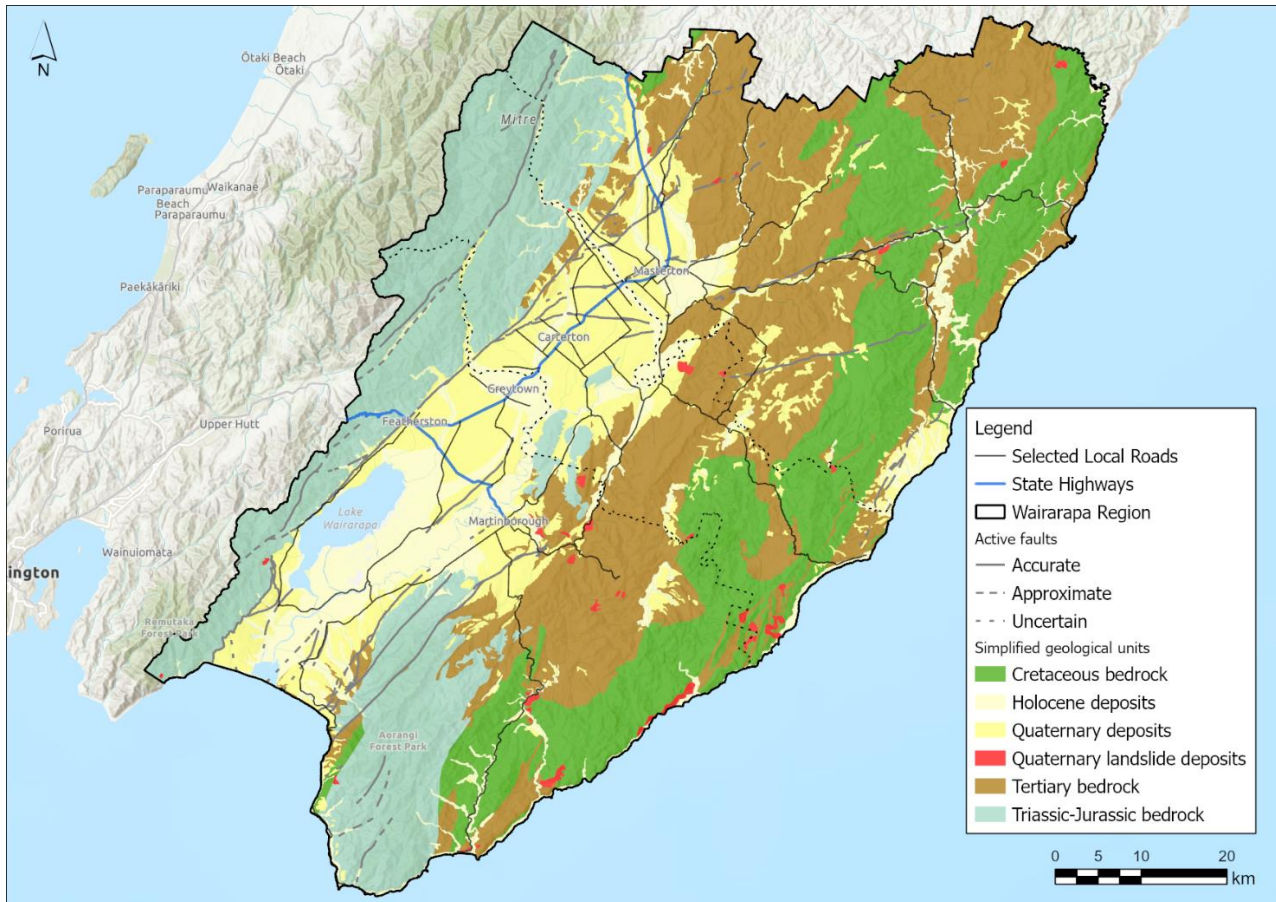 N
Ōtaki Beach
Ōtaki
Mitre
Paraparaumu
Beach
Waikanae
Paraparaumu
Paekākāriki
Masterton
Carterton
Greytown
Upper Hutt
Featherston
Porirua
Lake
Wairarapa
Martinborough
Wainuiomata
ington
Remutaka
Forest Park
Aorangi
Forest Park
Legend
Selected Local Roads
State Highways
Wairarapa Region
Active faults
Accurate
Approximate
Uncertain
Simplified geological units
Cretaceous bedrock
Holocene deposits
Quaternary deposits
Quaternary landslide deposits
Tertiary bedrock
Triassic-Jurassic bedrock
0 5 10 20
km